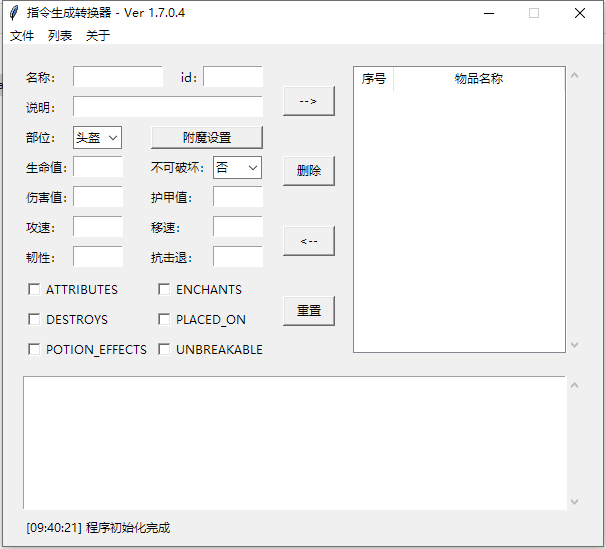 指令生成转换器 - Ver 1.7.0.4
文件 列表 关于
名称: id:
说明:
部位: 头盔 附魔设置
生命值: 不可破坏: 否
伤害值: 护甲值:
攻速: 移速:
韧性: 抗击退:
ATTRIBUTES ENCHANTS
DESTROYS PLACED_ON
POTION_EFFECTS UNBREAKABLE
-->
删除
<--
重置
序号 物品名称
[09:40:21] 程序初始化完成